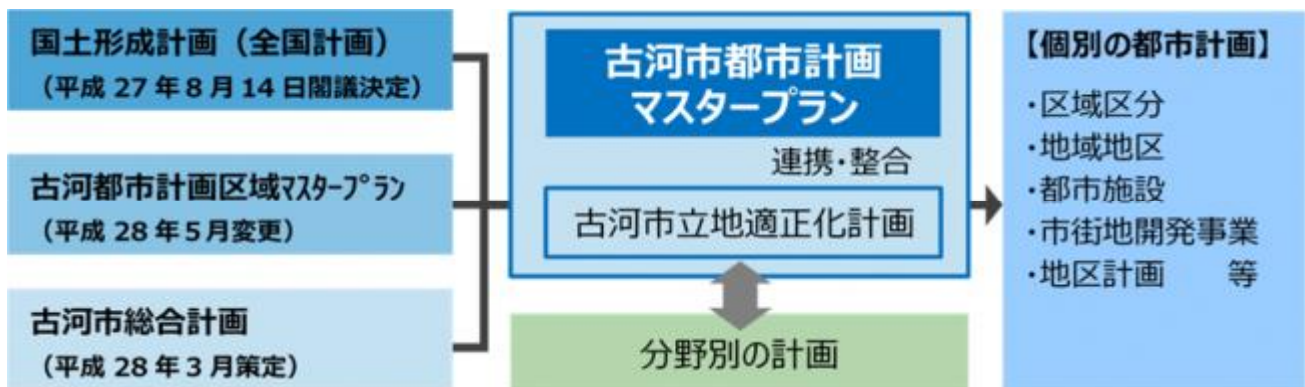 国土形成計画（全国計画）
（平成 27 年 8 月 14 日閣議決定）
古河都市計画区域ﾏｽﾀｰﾌﾟﾗﾝ
（平成 28 年 5 月変更）
古河市総合計画
（平成 28 年 3 月策定）
古河市都市計画
マスタープラン
連携・整合
古河市立地適正化計画
分野別の計画
【個別の都市計画】
・区域区分
・地域地区
・都市施設
・市街地開発事業
・地区計画　　等